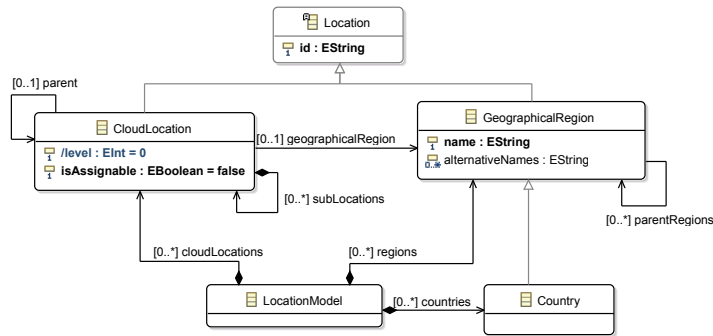 Location
id : EString
[0..1] parent
CloudLocation
/level : EInt = 0
isAssignable : EBoolean = false
[0..1] geographicalRegion
GeographicalRegion
name : EString
alternativeNames : EString
[0..*] subLocations
[0..*] parentRegions
[0..*] cloudLocations
[0..*] regions
LocationModel
[0..*] countries
Country